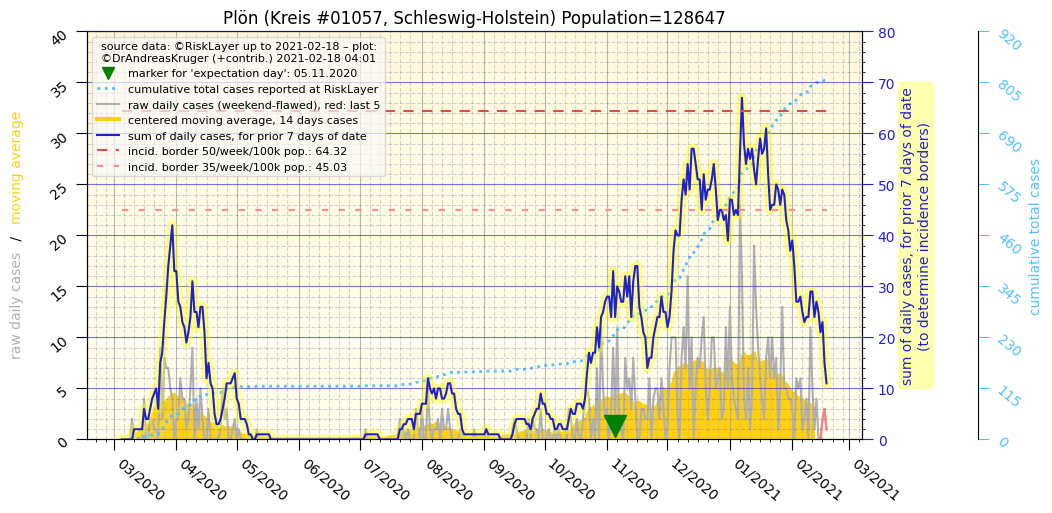 Plön (Kreis #01057, Schleswig-Holstein) Population=128647
source data: ©RiskLayer up to 2021-02-18 – plot:
©DrAndreasKruger (+contrib.) 2021-02-18 04:01
marker for 'expectation day': 05.11.2020
cumulative total cases reported at RiskLayer
raw daily cases (weekend-flawed), red: last 5
centered moving average, 14 days cases
sum of daily cases, for prior 7 days of date
incid. border 50/week/100k pop.: 64.32
incid. border 35/week/100k pop.: 45.03
raw daily cases / moving average
40
35
30
25
20
15
10
5
0
80
70
60
50
40
30
20
10
0
sum of daily cases, for prior 7 days of date
(to determine incidence borders)
920
805
690
575
460
345
230
115
0
cumulative total cases
03/2020
04/2020
05/2020
06/2020
07/2020
08/2020
09/2020
10/2020
11/2020
12/2020
01/2021
02/2021
03/2021